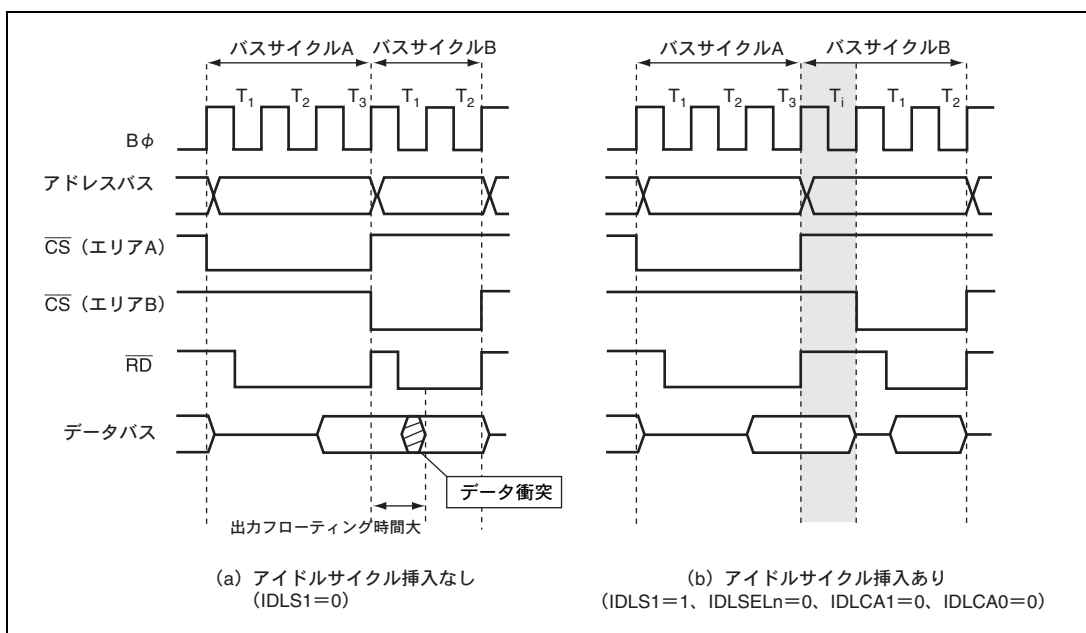 バスサイクルA バスサイクルB
T1 T2 T3 T1 T2
Bφ
アドレスバス
CS（エリアA）
CS（エリアB）
RD
データバス
データ衝突
出力フローティング時間大
(a) アイドルサイクル挿入なし
（IDLS1＝0）
バスサイクルA バスサイクルB
T1 T2 T3 Ti T1 T2
(b) アイドルサイクル挿入あり
（IDLS1＝1、IDLSELn＝0、IDLCA1＝0、IDLCA0＝0）